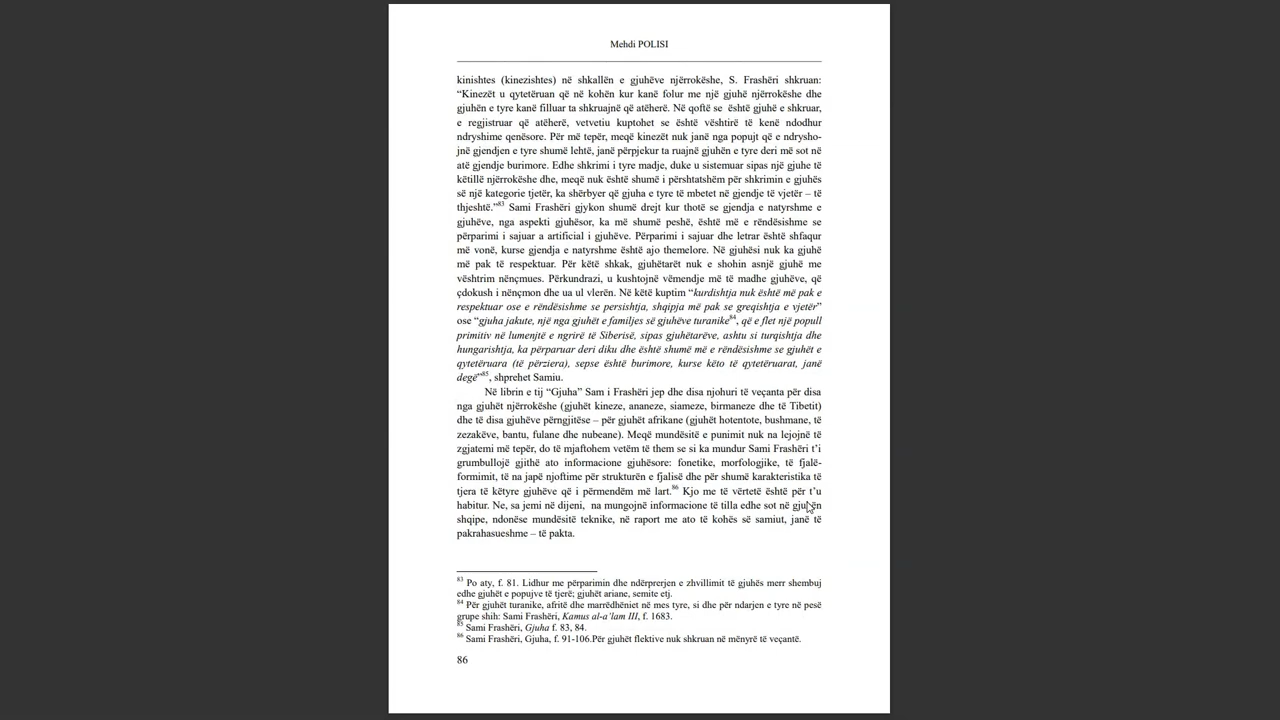 Mehdi POLISI
kinishtes (kinezishtes) në shkallën e gjuhëve njërrokëshe, S. Frashëri shkruan:
“Kinezët u qytetëruan që në kohën kur kanë folur me një gjuhë njërrokëshe dhe
gjuhën e tyre kanë filluar ta shkruajnë që atëherë. Në qoftë se është gjuhë e shkruar,
e regjistruar që atëherë, vetvetiu kuptohet se është vështirë të kenë ndodhur
ndryshime qenësore. Për më tepër, meqë kinezët nuk janë nga popujt që e ndrysho-
jnë gjendjen e tyre shumë lehtë, janë përpjekur ta ruajnë gjuhën e tyre deri më sot në
atë gjendje burimore. Edhe shkrimi i tyre madje, duke u sistemuar sipas një gjuhe të
këtillë njërrokëshe dhe, meqë nuk është shumë i përshtatshëm për shkrimin e gjuhës
së një kategorie tjetër, ka shërbyer që gjuha e tyre të mbetet në gjendje të vjetër – të
thjeshtë.”83 Sami Frashëri gjykon shumë drejt kur thotë se gjendja e natyrshme e
gjuhëve, nga aspekti gjuhësor, ka më shumë peshë, është më e rëndësishme se
përparimi i sajuar a artificial i gjuhëve. Përparimi i sajuar dhe letrar është shfaqur
më vonë, kurse gjendja e natyrshme është ajo themelore. Në gjuhësi nuk ka gjuhë
më pak të respektuar. Për këtë shkak, gjuhëtarët nuk e shohin asnjë gjuhë me
vështrim nënçmues. Përkundrazi, u kushtojnë vëmendje më të madhe gjuhëve, që
çdokush i nënçmon dhe ua ul vlerën. Në këtë kuptim “kurdishtja nuk është më pak e
respektuar ose e rëndësishme se persishtja, shqipja më pak se greqishtja e vjetër”
ose “gjuha jakute, një nga gjuhët e familjes së gjuhëve turanike84, që e flet një popull
primitiv në lumenjtë e ngrirë të Siberisë, sipas gjuhëtarëve, ashtu si turqishtja dhe
hungarishtja, ka përparuar deri diku dhe është shumë më e rëndësishme se gjuhët e
qytetëruara (të përziera), sepse është burimore, kurse këto të qytetëruarat, janë
degë”85, shprehet Samiu.
Në librin e tij “Gjuha” Sam i Frashëri jep dhe disa njohuri të veçanta për disa
nga gjuhët njërrokëshe (gjuhët kineze, ananeze, siameze, birmaneze dhe të Tibetit)
dhe të disa gjuhëve përngjitëse – për gjuhët afrikane (gjuhët hotentote, bushmane, të
zezakëve, bantu, fulane dhe nubeane). Meqë mundësitë e punimit nuk na lejojnë të
zgjatemi më tepër, do të mjaftohem vetëm të them se si ka mundur Sami Frashëri t’i
grumbullojë gjithë ato informacione gjuhësore: fonetike, morfologjike, të fjalë-
formimit, të na japë njoftime për strukturën e fjalisë dhe për shumë karakteristika të
tjera të këtyre gjuhëve që i përmendëm më lart.86 Kjo me të vërtetë është për t’u
habitur. Ne, sa jemi në dijeni, na mungojnë informacione të tilla edhe sot në gjuhën
shqipe, ndonëse mundësitë teknike, në raport me ato të kohës së samiut, janë të
pakrahasueshme – të pakta.
83 Po aty, f. 81. Lidhur me përparimin dhe ndërprerjen e zhvillimit të gjuhës merr shembuj
edhe gjuhët e popujve të tjerë; gjuhët ariane, semite etj.
84 Për gjuhët turanike, afritë dhe marrëdhëniet në mes tyre, si dhe për ndarjen e tyre në pesë
grupe shih: Sami Frashëri, Kamus al-a’lam III, f. 1683.
85 Sami Frashëri, Gjuha f. 83, 84.
86 Sami Frashëri, Gjuha, f. 91-106.Për gjuhët flektive nuk shkruan në mënyrë të veçantë.
86